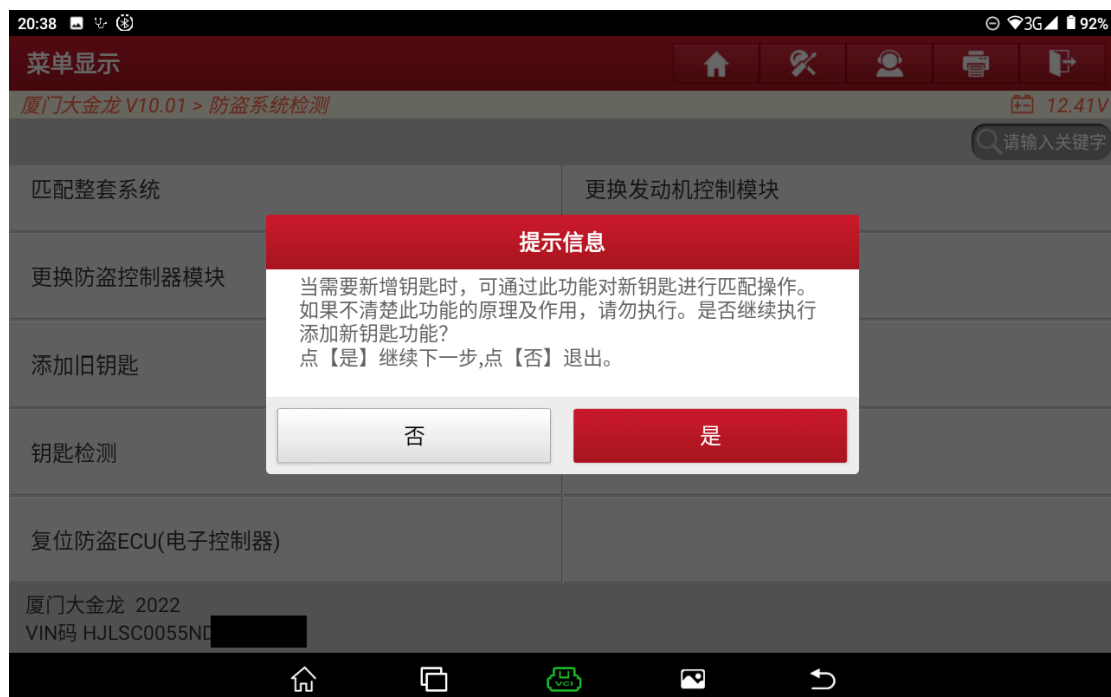 20:38
3G 92%
菜单显示
厦门大金龙 V10.01 > 防盗系统检测
12.41V
请输入关键字
匹配整套系统
更换发动机控制模块
提示信息
更换防盗控制器模块
当需要新增钥匙时，可通过此功能对新钥匙进行匹配操作。
如果不清楚此功能的原理及作用，请勿执行。是否继续执行
添加新钥匙功能？
点【是】继续下一步,点【否】退出。
添加旧钥匙
否
是
钥匙检测
复位防盗ECU(电子控制器)
厦门大金龙 2022
VIN码 HJLSC0055ND
VCI